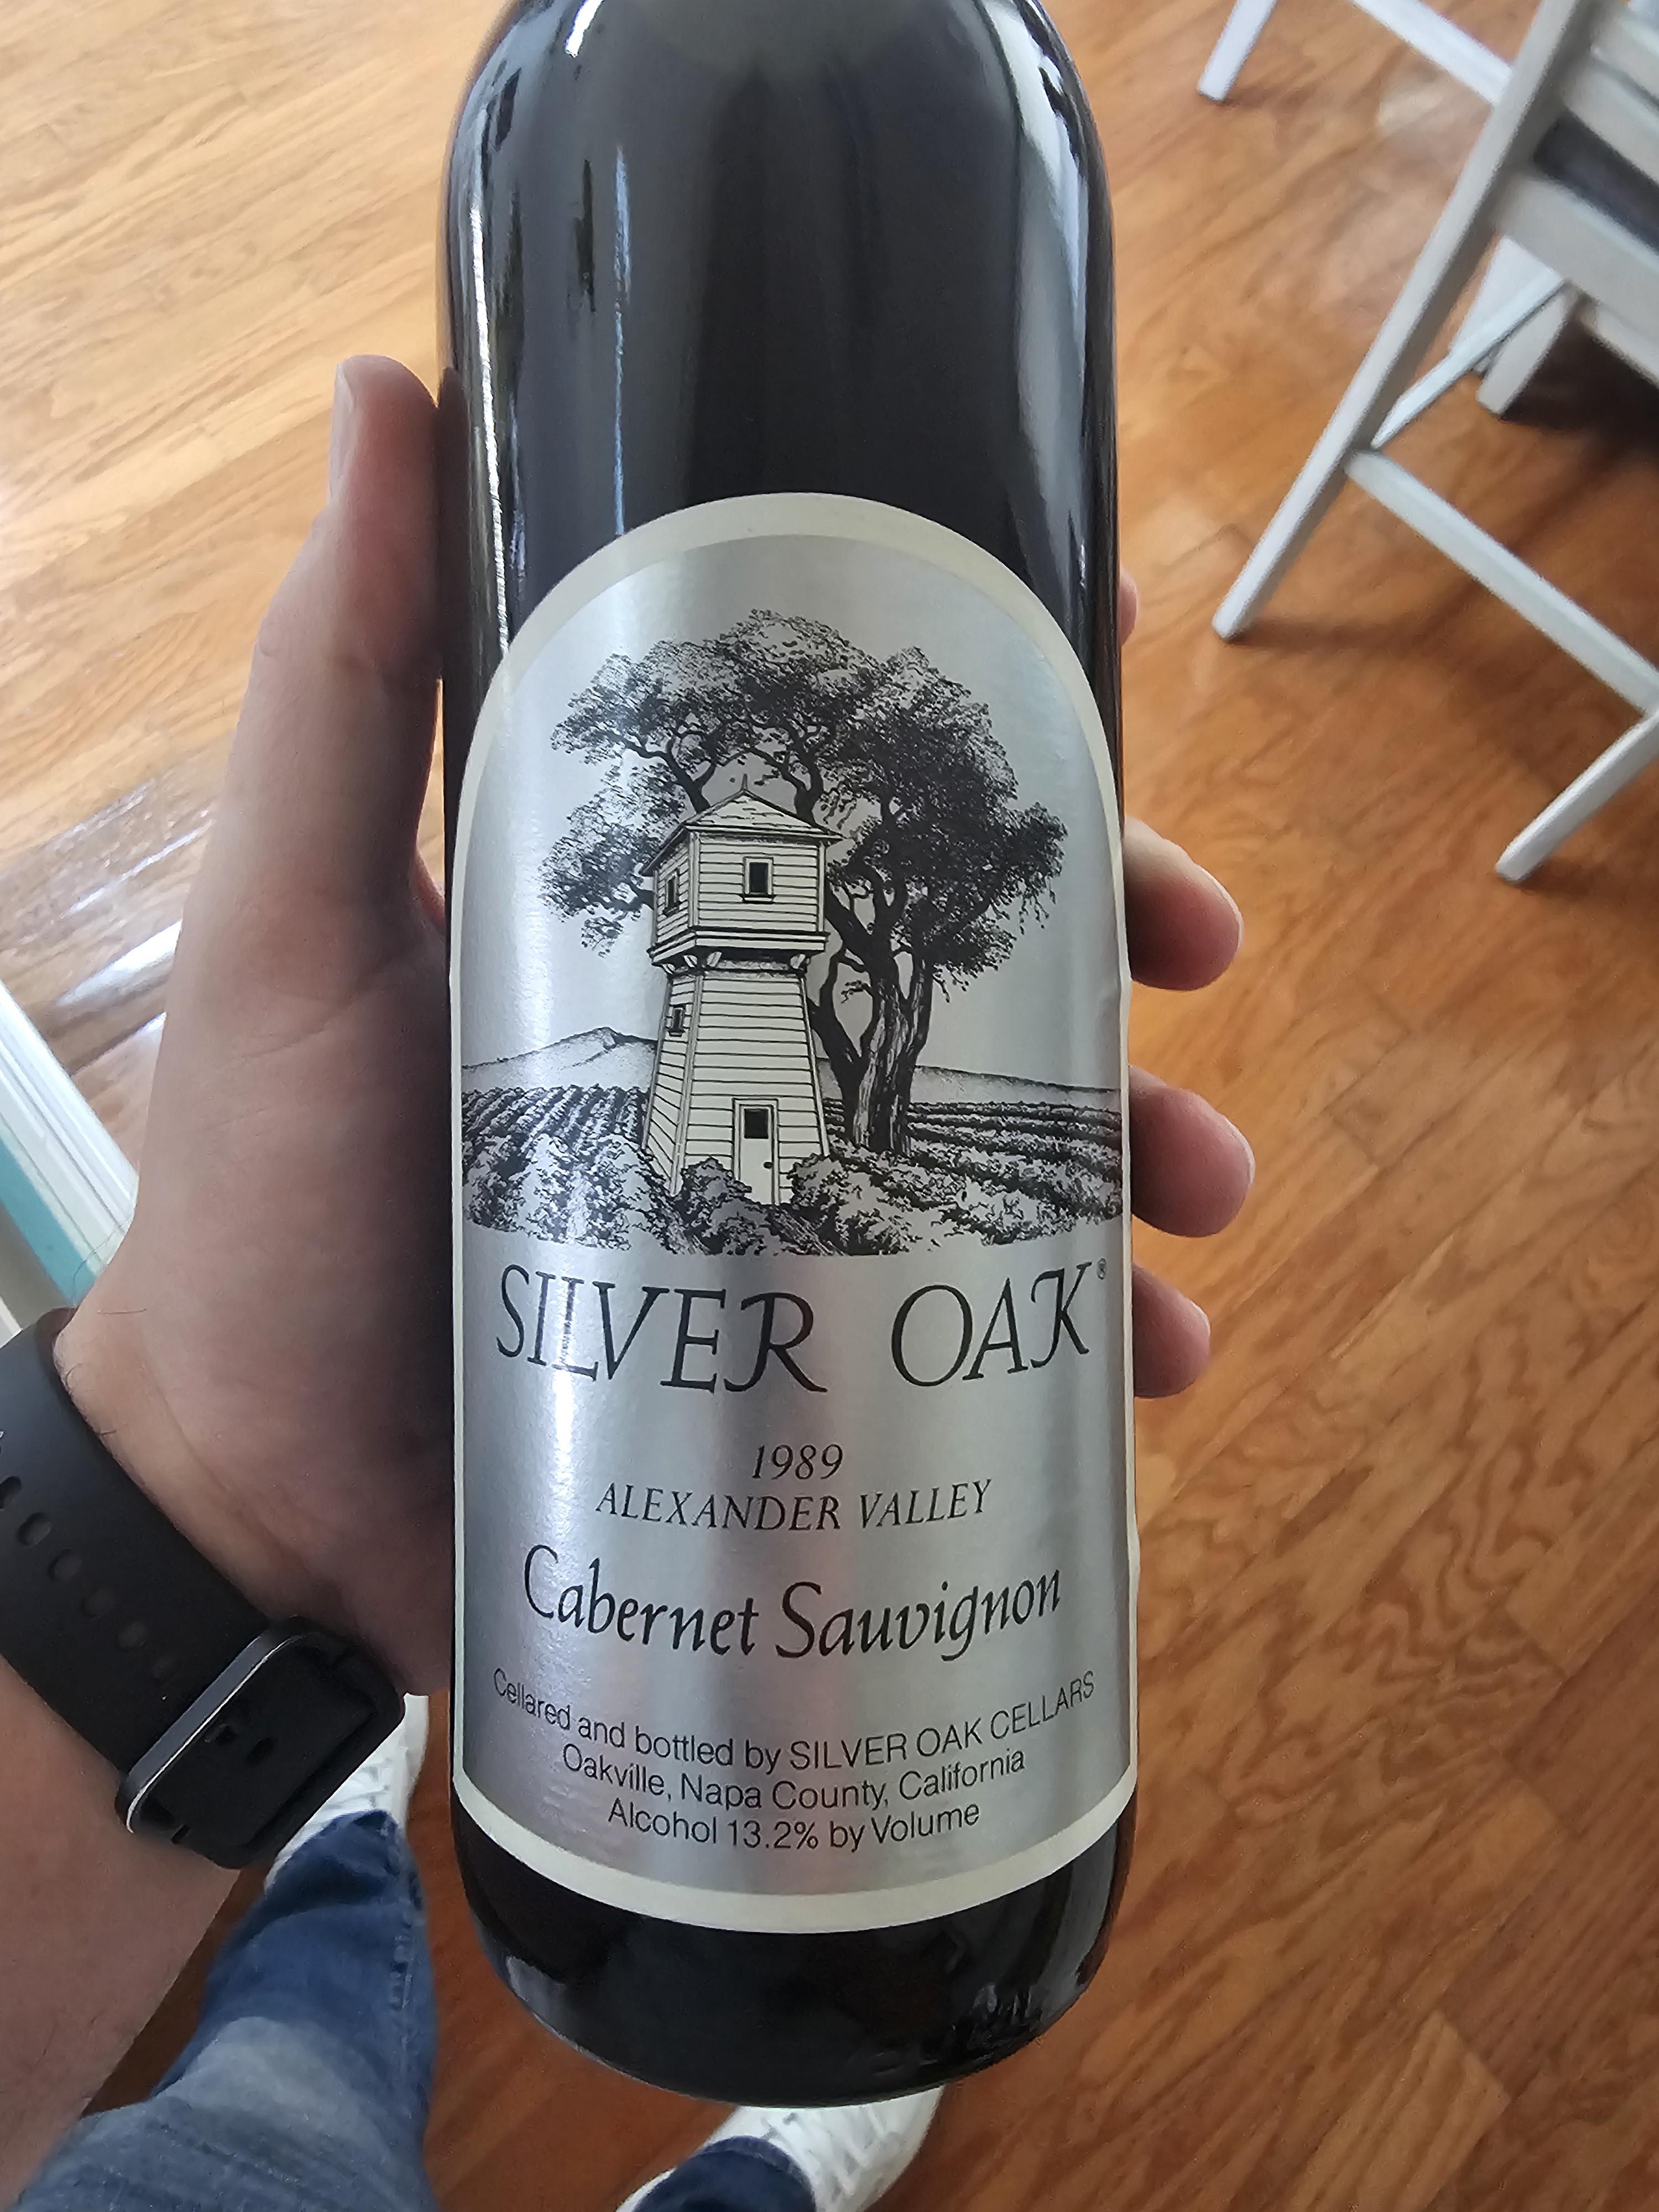 SILVER OAK®
1989
ALEXANDER VALLEY
Cabernet Sauvignon
Cellared and bottled by SILVER OAK CELLARS
Oakville, Napa County, California
Alcohol 13.2% by Volume